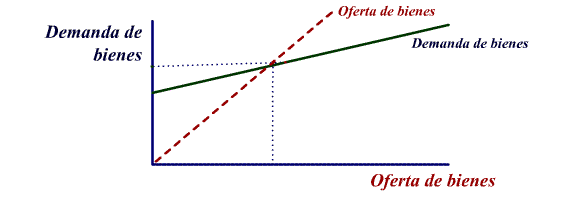 Oferta de bienes
Demanda de
bienes
Demanda de bienes
Oferta de bienes